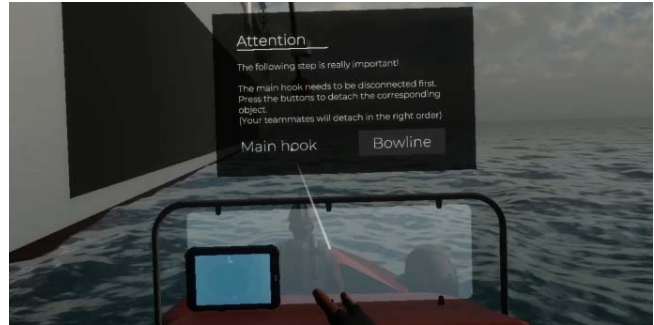 Attention
The following step is really important!
The main hook needs to be disconnected first.
Press the buttons to detach the corresponding
object.
(Your teammates will detach in the right order)
Main hook
Bowline